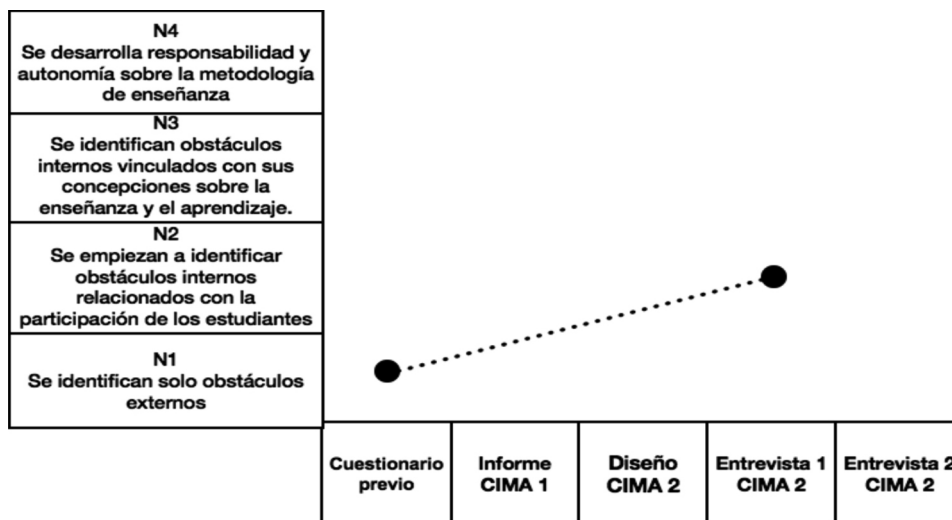 N4
Se desarrolla responsabilidad y
autonomía sobre la metodología
de enseñanza
N3
Se identifican obstáculos
internos vinculados con sus
concepciones sobre la
enseñanza y el aprendizaje.
N2
Se empiezan a identificar
obstáculos internos
relacionados con la
participación de los estudiantes
N1
Se identifican solo obstáculos
externos
Cuestionario
previo
Informe
CIMA 1
Diseño
CIMA 2
Entrevista 1
CIMA 2
Entrevista 2
CIMA 2